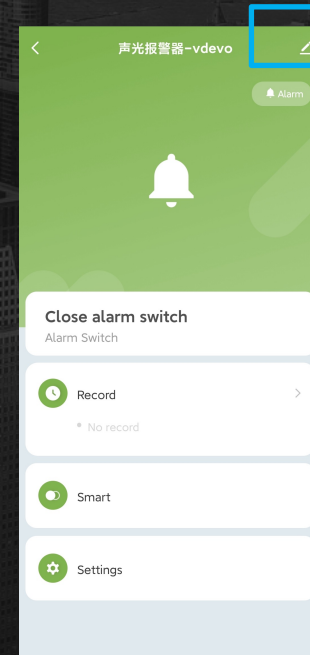 声光报警器-vdevo
Alarm
Close alarm switch
Alarm Switch
Record
No record
Smart
Settings